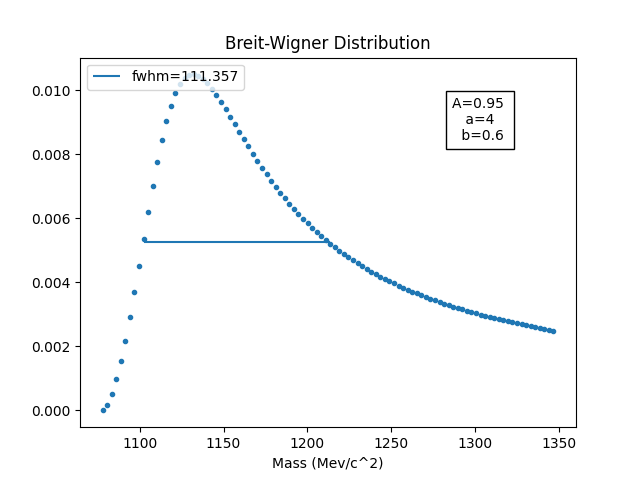 Breit-Wigner Distribution
fwhm=111.357
A=0.95
a=4
b=0.6
0.010
0.008
0.006
0.004
0.002
0.000
1100 1150 1200 1250 1300 1350
Mass (Mev/c^2)